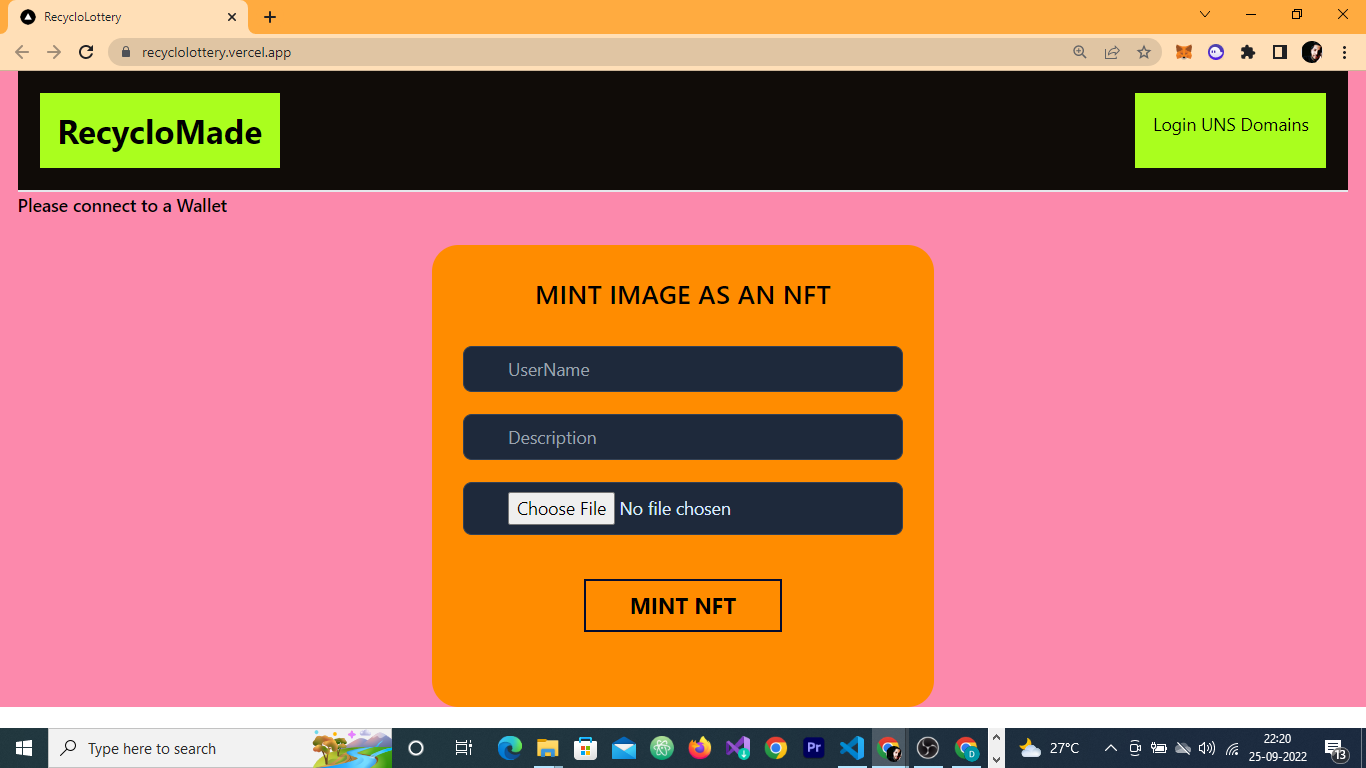 RecycloLottery
recyclolottery.vercel.app
RecycloMade
Login UNS Domains
Please connect to a Wallet
MINT IMAGE AS AN NFT
UserName
Description
Choose File No file chosen
MINT NFT
Type here to search
Pr
D
27°C
22:20
25-09-2022
13